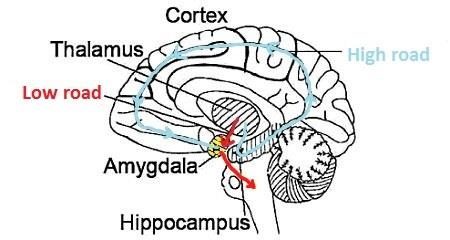 Cortex
Thalamus
High road
Low road
Amygdala
Hippocampus